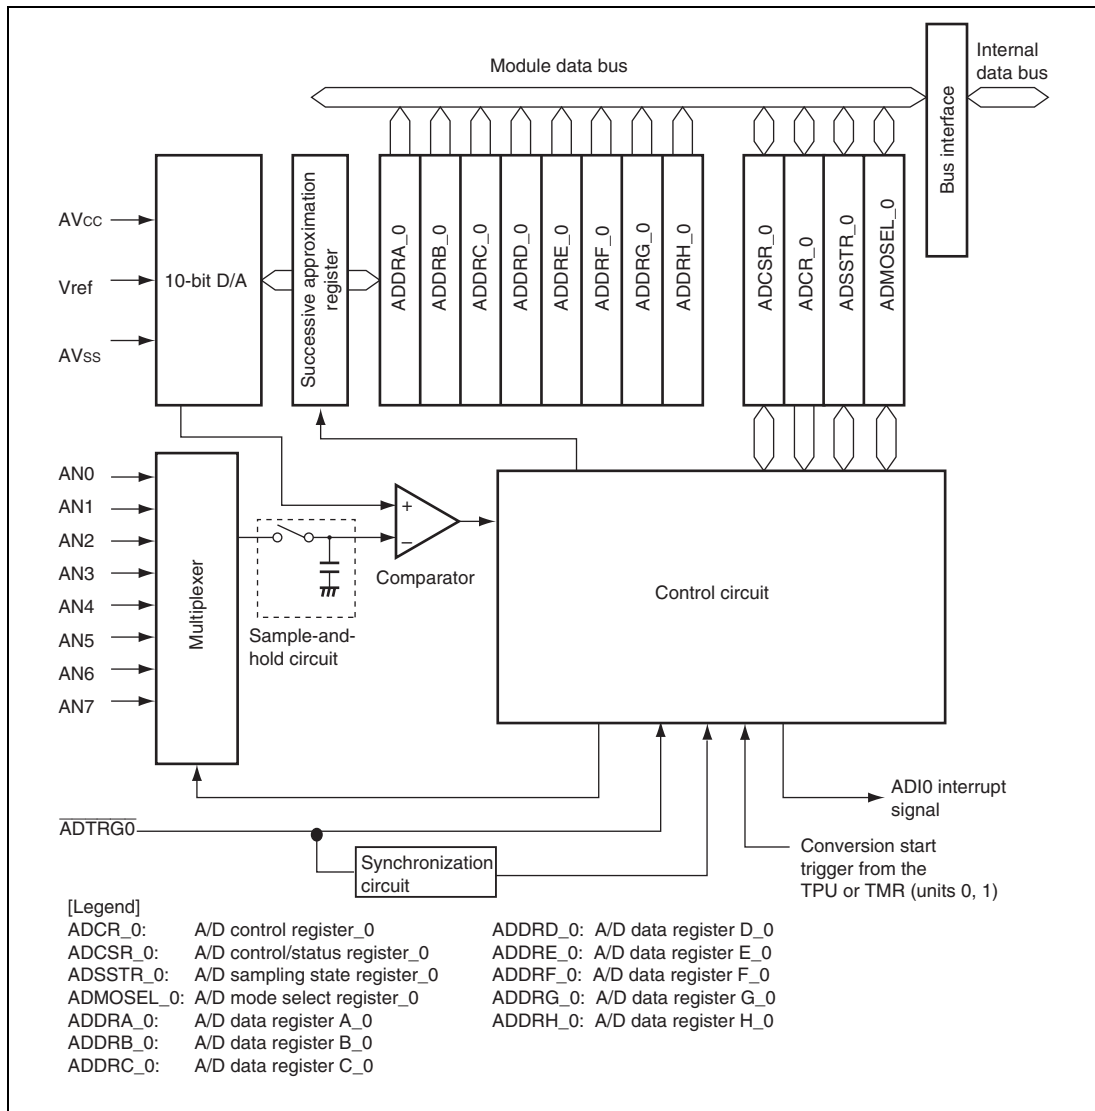 Module data bus
Internal
data bus
Bus interface
AVCC
Vref
AVSS
10-bit D/A
Successive approximation
register
ADDRA_0
ADDRB_0
ADDRC_0
ADDRD_0
ADDRE_0
ADDRF_0
ADDRG_0
ADDRH_0
ADCSR_0
ADCR_0
ADSSTR_0
ADMOSEL_0
AN0
AN1
AN2
AN3
AN4
AN5
AN6
AN7
Multiplexer
+
−
Comparator
Sample-and-
hold circuit
Control circuit
ADI0 interrupt
signal
ADTRG0
Synchronization
circuit
Conversion start
trigger from the
TPU or TMR (units 0, 1)
[Legend]
ADCR_0: A/D control register_0
ADCSR_0: A/D control/status register_0
ADSSTR_0: A/D sampling state register_0
ADMOSEL_0: A/D mode select register_0
ADDRA_0: A/D data register A_0
ADDRB_0: A/D data register B_0
ADDRC_0: A/D data register C_0
ADDRD_0: A/D data register D_0
ADDRE_0: A/D data register E_0
ADDRF_0: A/D data register F_0
ADDRG_0: A/D data register G_0
ADDRH_0: A/D data register H_0